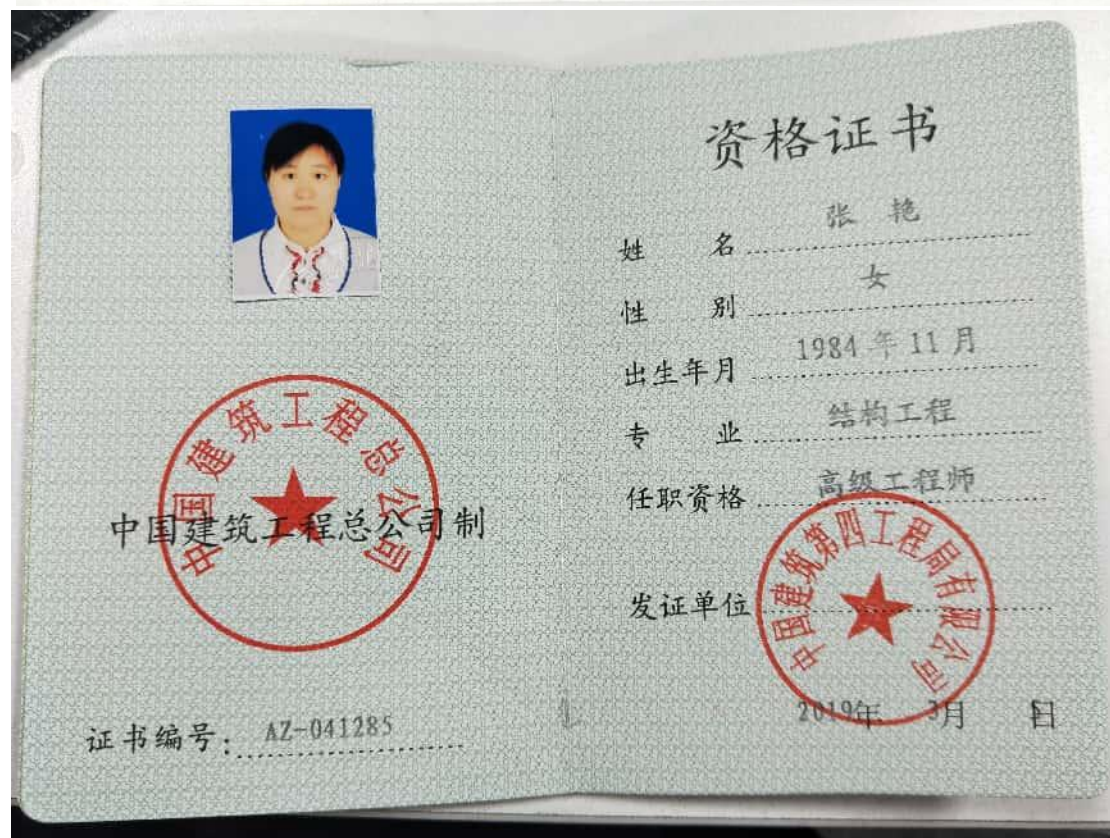 中国建筑工程总公司
中国建筑工程总公司制
证书编号：AZ-041285
资格证书
姓 名 张 艳
性 别 女
出生年月 1984年11月
专 业 结构工程
任职资格 高级工程师
发证单位
中国建筑第四工程局有限公司
2019年 3月 日